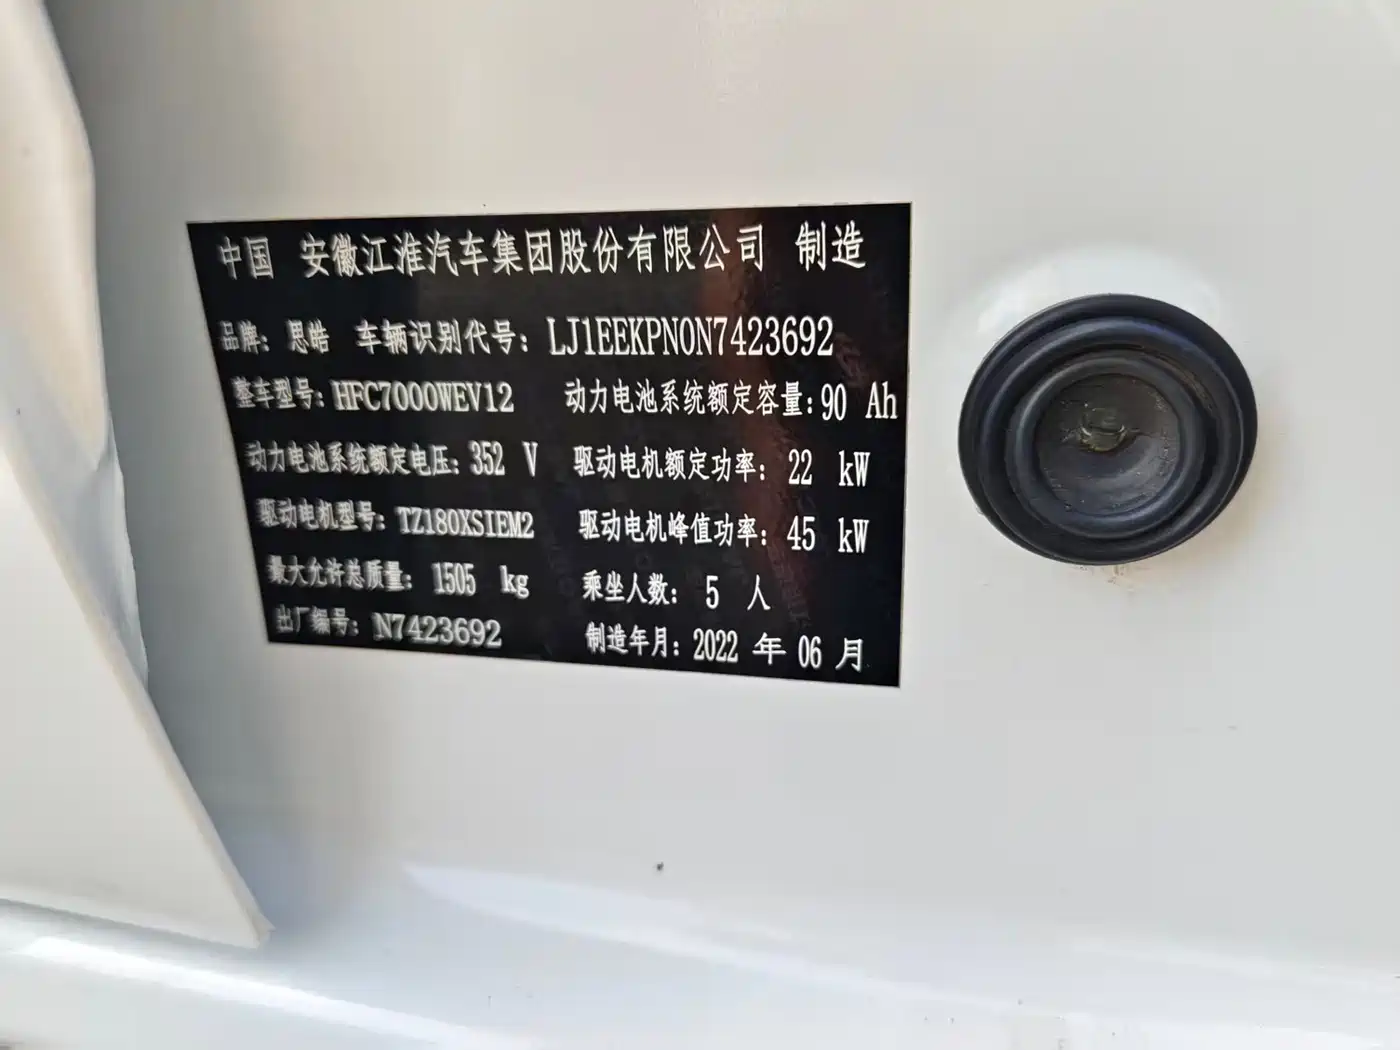 中国 安徽江淮汽车集团股份有限公司 制造
品牌: 思皓 车辆识别代号: LJ1EEKPN0N7423692
整车型号: HFC7000WEV12 动力电池系统额定容量: 90 Ah
动力电池系统额定电压: 352 V 驱动电机额定功率: 22 kW
驱动电机型号: TZ180XSIEM2 驱动电机峰值功率: 45 kW
最大允许总质量: 1505 kg 乘坐人数: 5 人
出厂编号: N7423692 制造年月: 2022 年 06 月